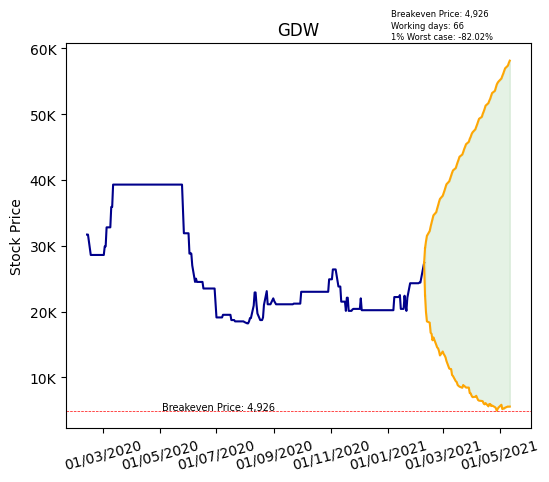 Breakeven Price: 4,926
Working days: 66
1% Worst case: -82.02%
GDW
60K
50K
40K
30K
20K
10K
Stock Price
Breakeven Price: 4,926
01/03/2020
01/05/2020
01/07/2020
01/09/2020
01/11/2020
01/01/2021
01/03/2021
01/05/2021